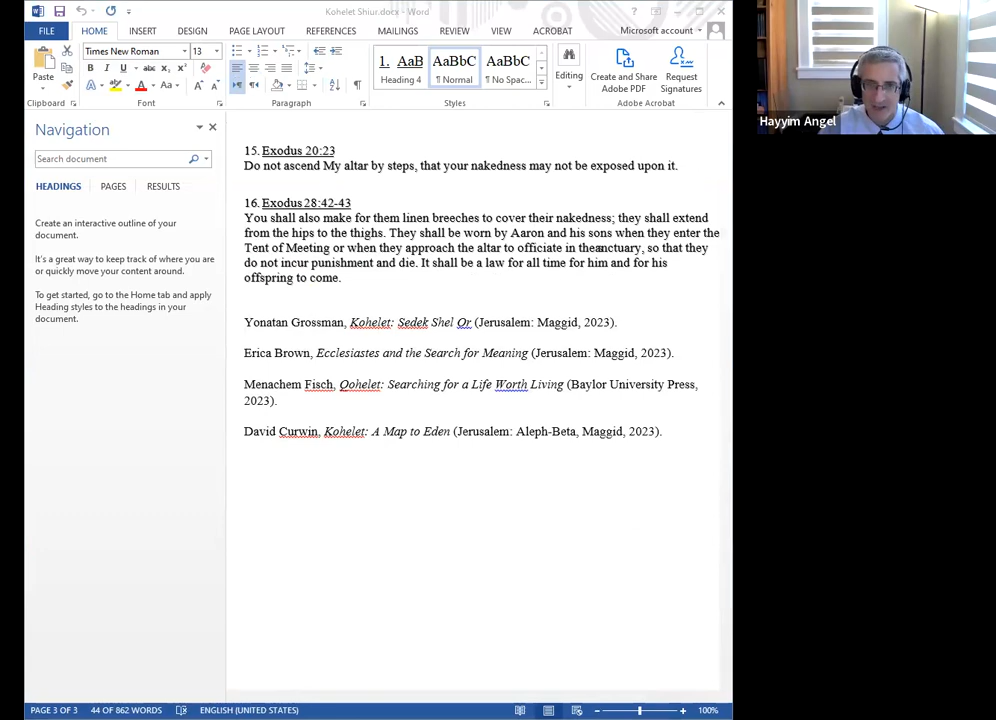 Kohelet Shiur.docx - Word
FILE HOME INSERT DESIGN PAGE LAYOUT REFERENCES MAILINGS REVIEW VIEW ACROBAT Microsoft account
Times New Roman 13
Paste
B I U abc x₂ x²
A ab A Aa A A
1. AaB AaBbC AaBbC
Heading 4 ¶ Normal ¶ No Spac...
Editing
Create and Share Adobe PDF
Request Signatures
Clipboard Font Paragraph Styles Adobe Acrobat
Navigation
Search document
HEADINGS PAGES RESULTS
Create an interactive outline of your
document.
It's a great way to keep track of where you are
or quickly move your content around.
To get started, go to the Home tab and apply
Heading styles to the headings in your
document.
15. Exodus 20:23
Do not ascend My altar by steps, that your nakedness may not be exposed upon it.
16. Exodus 28:42-43
You shall also make for them linen breeches to cover their nakedness; they shall extend
from the hips to the thighs. They shall be worn by Aaron and his sons when they enter the
Tent of Meeting or when they approach the altar to officiate in theanctuary, so that they
do not incur punishment and die. It shall be a law for all time for him and for his
offspring to come.
Yonatan Grossman, Kohelet: Sedek Shel Or (Jerusalem: Maggid, 2023).
Erica Brown, Ecclesiastes and the Search for Meaning (Jerusalem: Maggid, 2023).
Menachem Fisch, Qohelet: Searching for a Life Worth Living (Baylor University Press,
2023).
David Curwin, Kohelet: A Map to Eden (Jerusalem: Aleph-Beta, Maggid, 2023).
PAGE 3 OF 3 44 OF 862 WORDS ENGLISH (UNITED STATES) 100%
Hayyim Angel